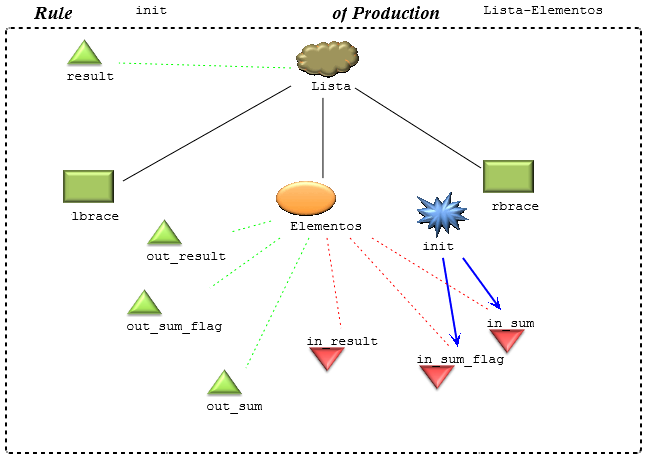 Rule init of Production Lista-Elementos
result
Lista
lbrace
rbrace
Elementos
init
out_result
out_sum_flag
in_sum
in_result
in_sum_flag
out_sum